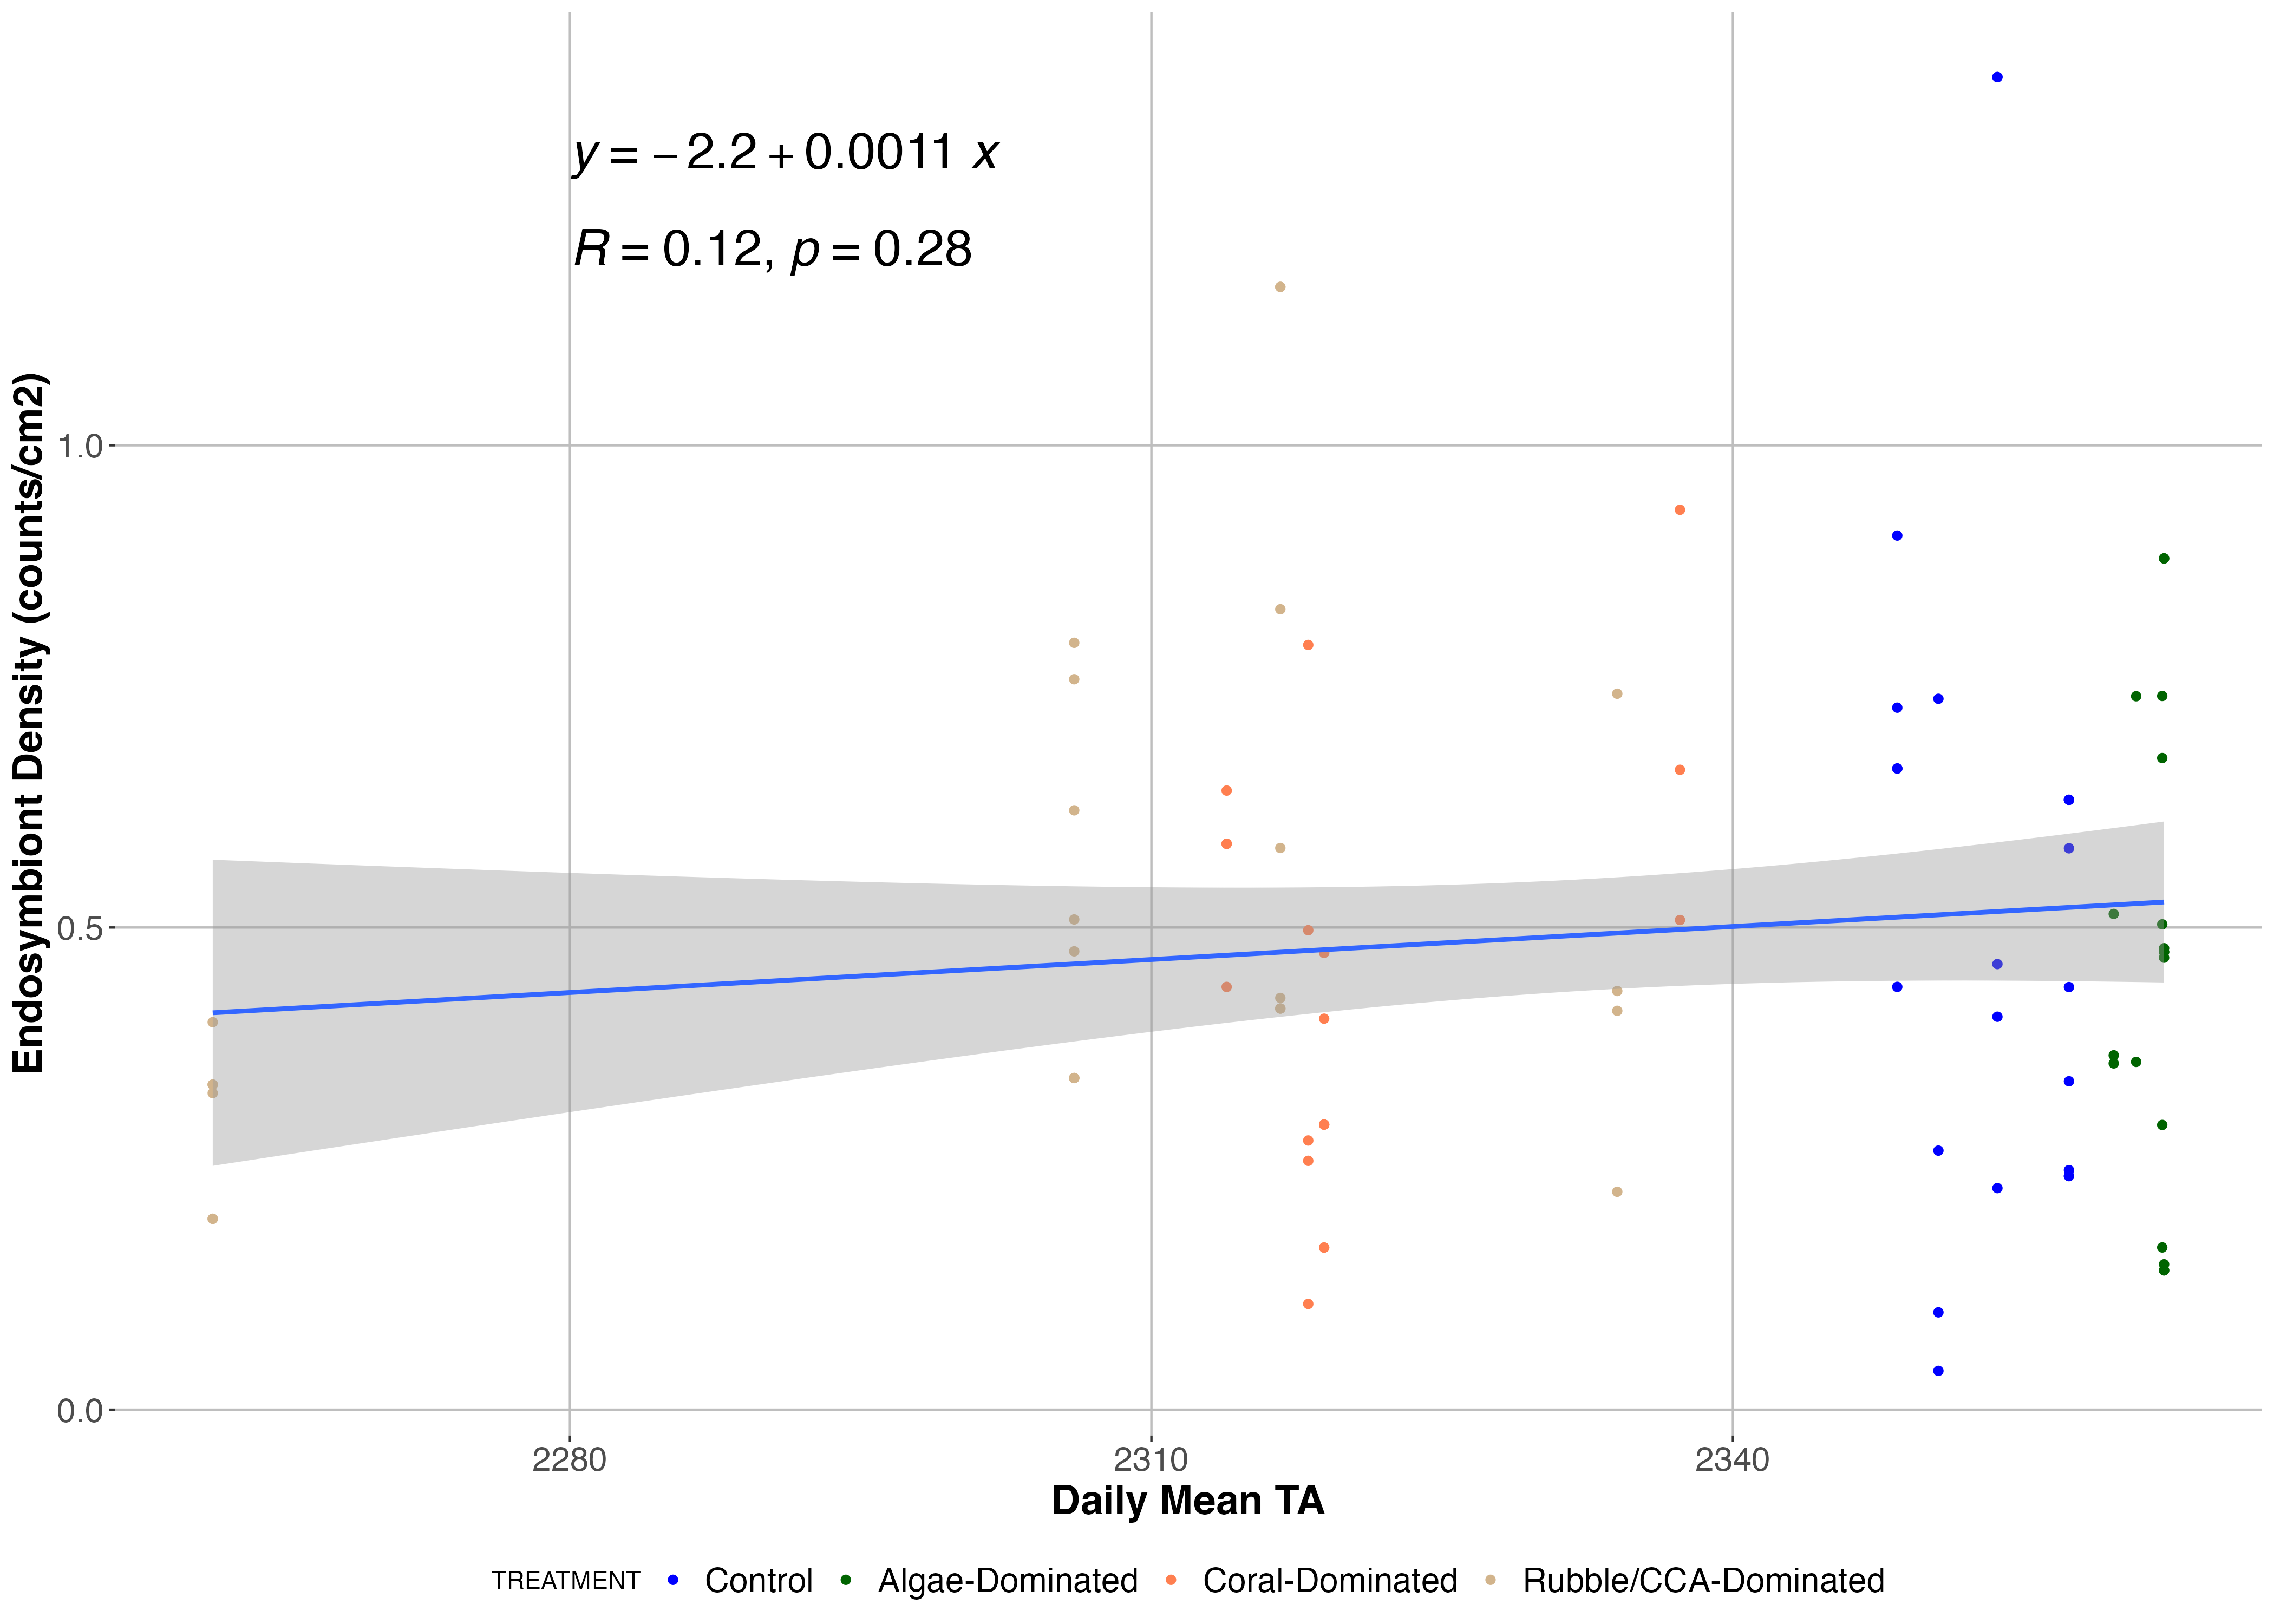 y = −2.2 + 0.0011 x
R = 0.12, p = 0.28
Endosymbiont Density (counts/cm2)
1.0
0.5
0.0
2280 2310 2340
Daily Mean TA
TREATMENT Control Algae-Dominated Coral-Dominated Rubble/CCA-Dominated